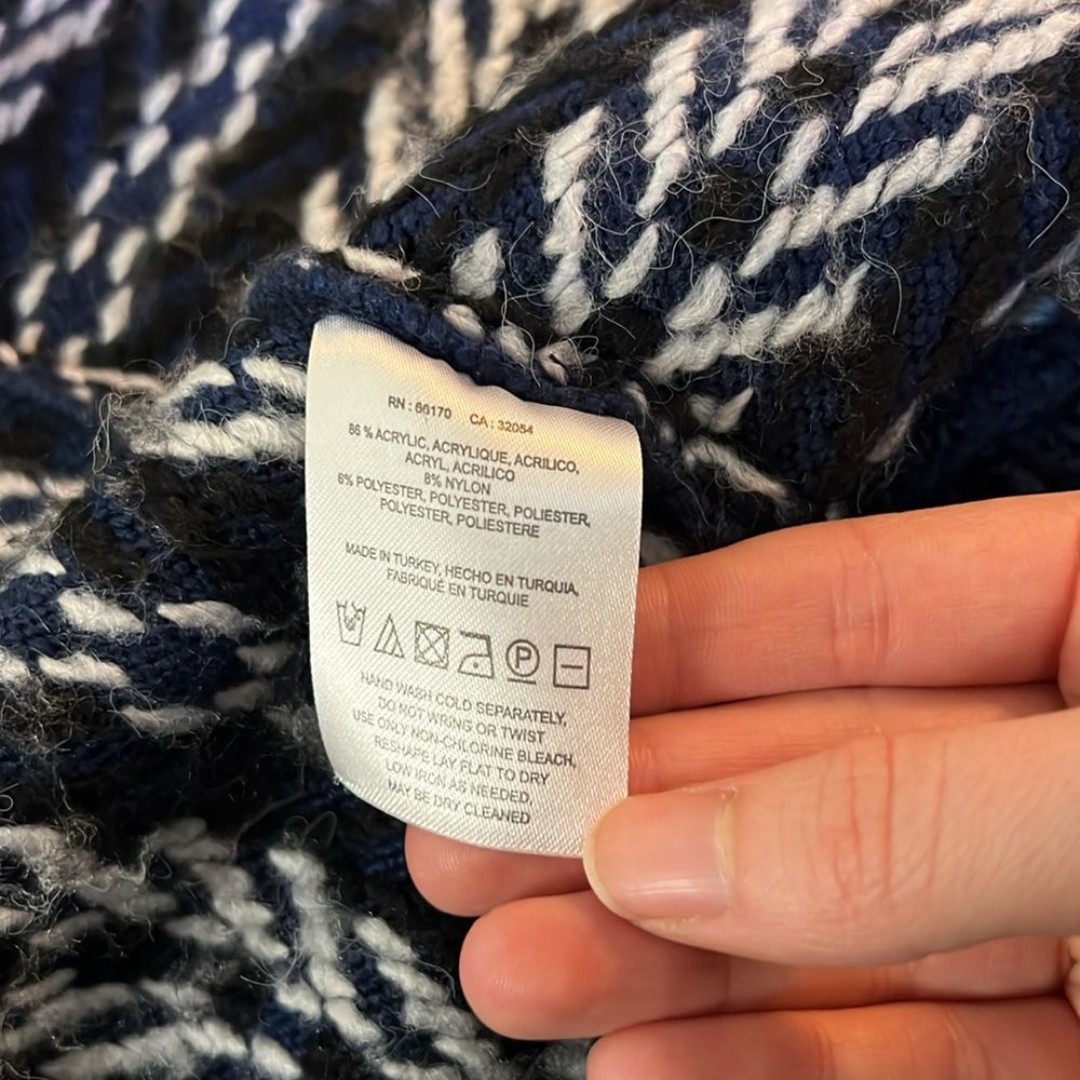 RN : 66170 CA : 32054
86 % ACRYLIC, ACRYLIQUE, ACRILICO,
ACRYL, ACRILICO
8% NYLON
6% POLYESTER, POLYESTER, POLIESTER,
POLYESTER, POLIESTERE
MADE IN TURKEY, HECHO EN TURQUIA,
FABRIQUÉ EN TURQUIE
P
HAND WASH COLD SEPARATELY,
DO NOT WRING OR TWIST
USE ONLY NON-CHLORINE BLEACH,
RESHAPE LAY FLAT TO DRY
LOW IRON AS NEEDED,
MAY BE DRY CLEANED